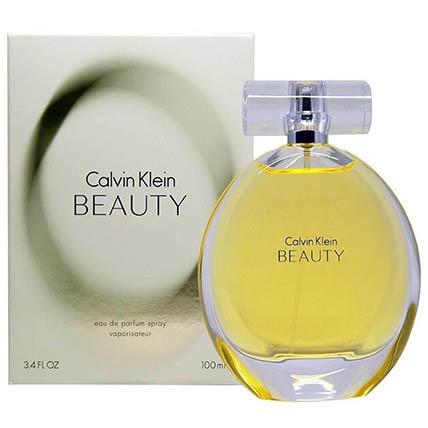 Calvin Klein
BEAUTY
eau de parfum spray
vaporisateur
3.4 FL OZ
100 ml
Calvin Klein
BEAUTY